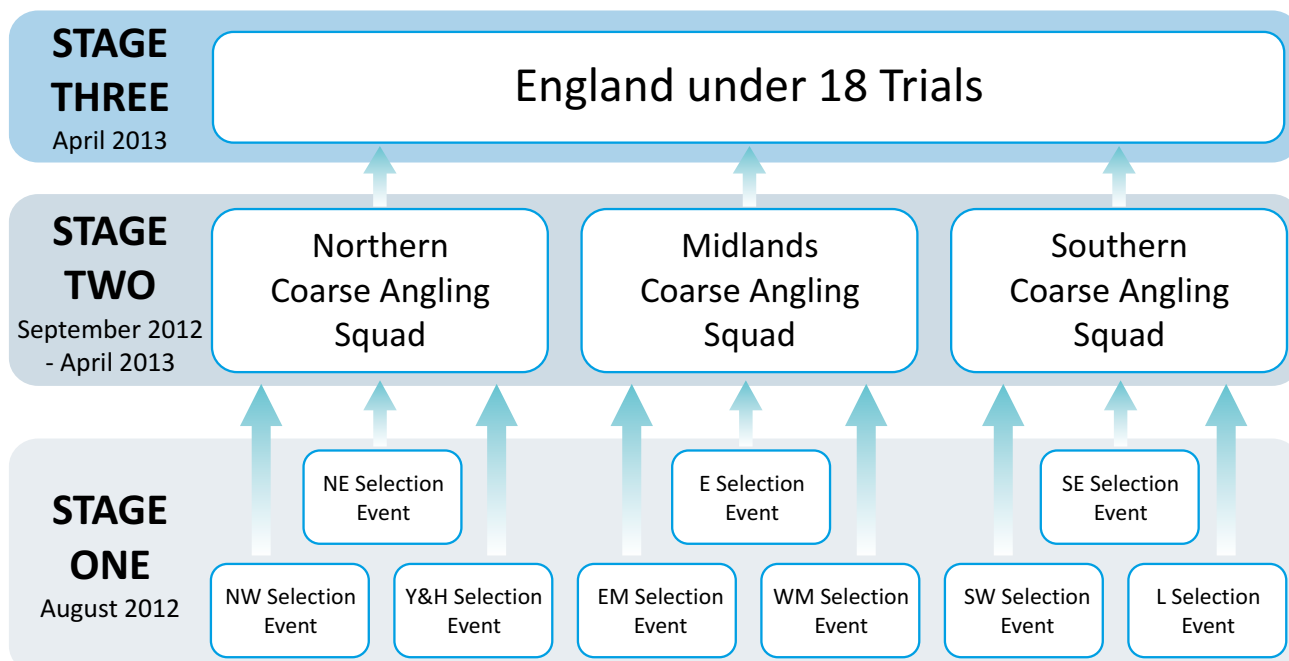 STAGE
THREE
April 2013
England under 18 Trials
STAGE
TWO
September 2012
- April 2013
Northern
Coarse Angling
Squad
Midlands
Coarse Angling
Squad
Southern
Coarse Angling
Squad
STAGE
ONE
August 2012
NE Selection
Event
E Selection
Event
SE Selection
Event
NW Selection
Event
Y&H Selection
Event
EM Selection
Event
WM Selection
Event
SW Selection
Event
L Selection
Event